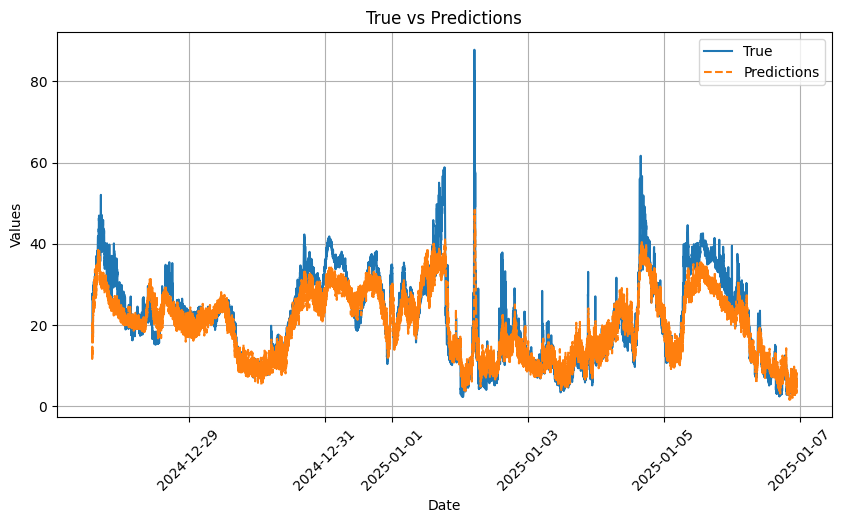 True vs Predictions
True
Predictions
Values
80
60
40
20
0
2024-12-29
2024-12-31
2025-01-01
2025-01-03
2025-01-05
2025-01-07
Date